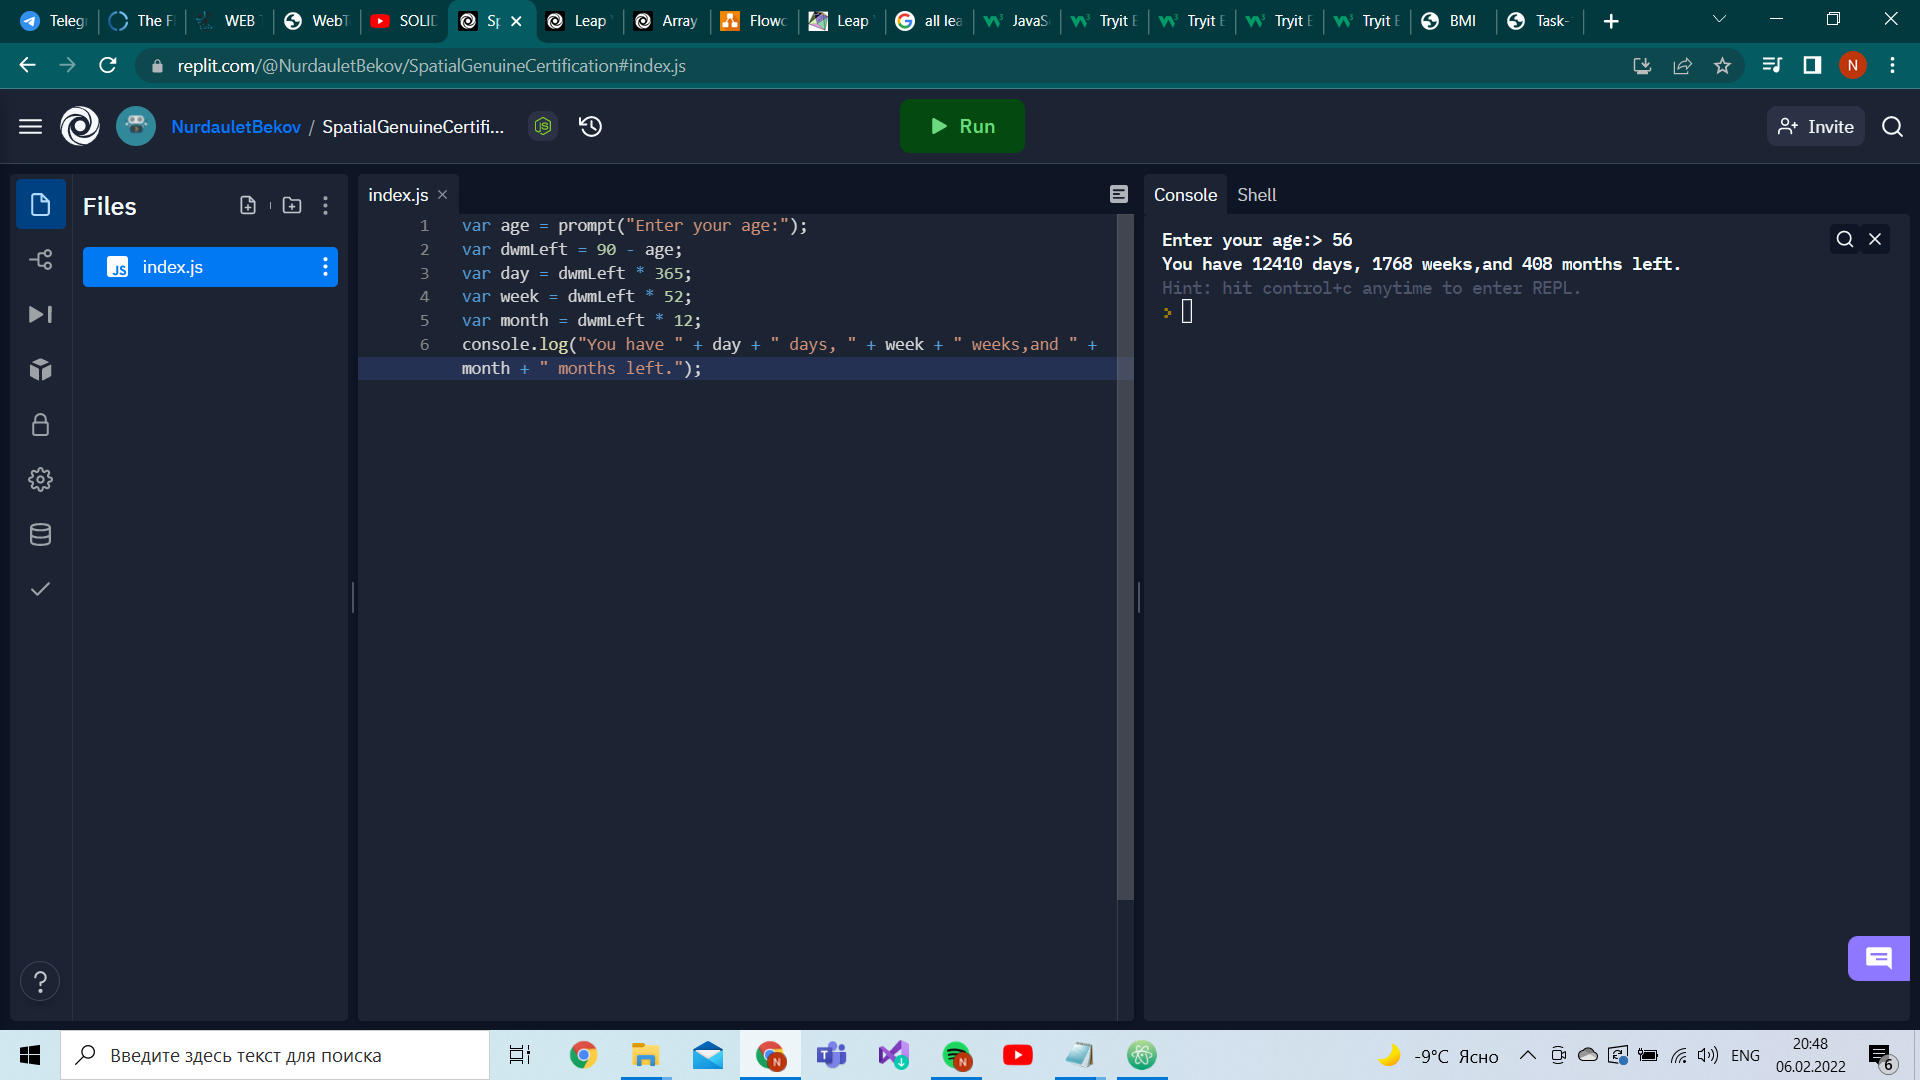 Telegr
The Fl
WEB T
WebT
SOLID
Sp
Leap
Array
Flowc
Leap
all lea
JavaS
Tryit E
Tryit E
Tryit E
Tryit E
BMI
Task-
replit.com/@NurdauletBekov/SpatialGenuineCertification#index.js
N
NurdauletBekov / SpatialGenuineCertifi...
Run
Invite
Files
JS index.js
index.js
1 var age = prompt("Enter your age:");
2 var dwmLeft = 90 - age;
3 var day = dwmLeft * 365;
4 var week = dwmLeft * 52;
5 var month = dwmLeft * 12;
6 console.log("You have " + day + " days, " + week + " weeks,and " +
month + " months left.");
Console Shell
Enter your age:> 56
You have 12410 days, 1768 weeks,and 408 months left.
Hint: hit control+c anytime to enter REPL.
?
Введите здесь текст для поиска
-9°C Ясно
ENG
20:48
06.02.2022
6